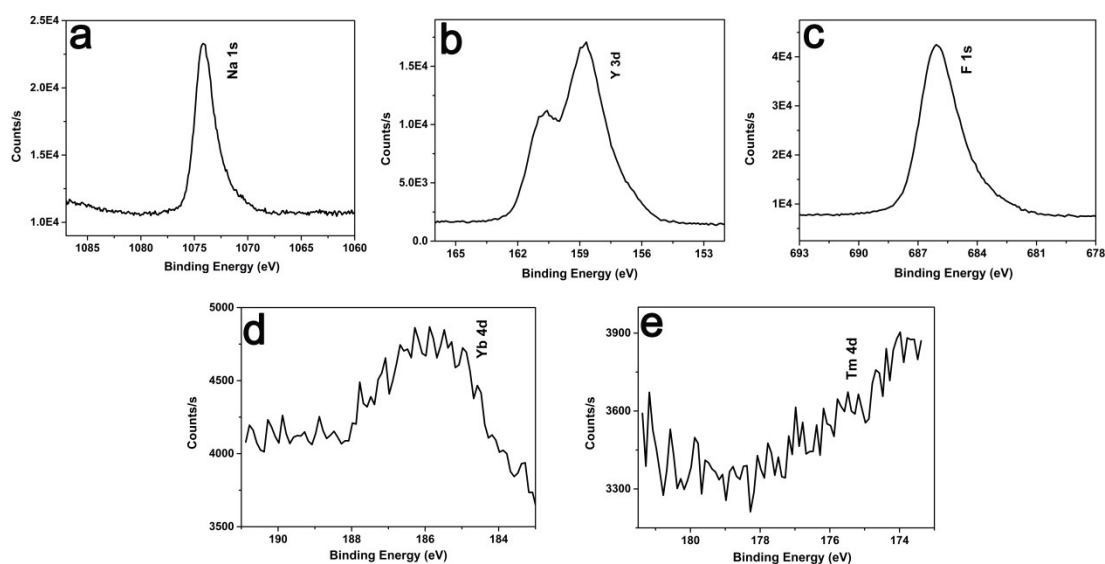 a
2.5E4
2.0E4
1.5E4
1.0E4
Counts/s
Na 1s
1085 1080 1075 1070 1065 1060
Binding Energy (eV)
b
1.5E4
1.0E4
5.0E3
0.0
Counts/s
Y 3d
165 162 159 156 153
Binding Energy (eV)
c
4E4
3E4
2E4
1E4
Counts/s
F 1s
693 690 687 684 681 678
Binding Energy (eV)
d
5000
4500
4000
3500
Counts/s
Yb 4d
190 188 186 184
Binding Energy (eV)
e
3900
3600
3300
Counts/s
Tm 4d
180 178 176 174
Binding Energy (eV)